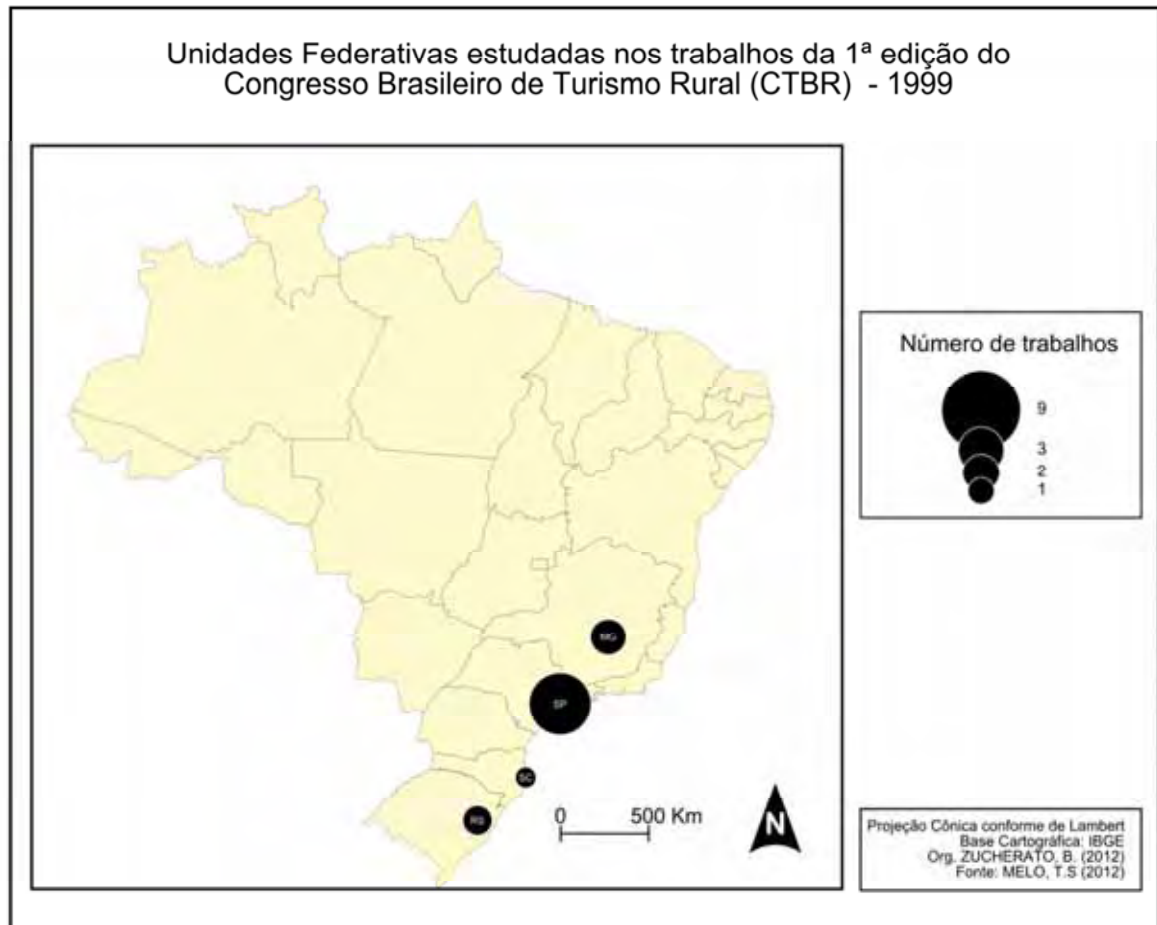 Unidades Federativas estudadas nos trabalhos da 1ª edição do
Congresso Brasileiro de Turismo Rural (CTBR) - 1999
Número de trabalhos
9
3
2
1
MG
SP
SC
RS
0 500 Km
N
Projeção Cônica conforme de Lambert
Base Cartográfica: IBGE
Org. ZUCHERATO, B. (2012)
Fonte: MELO, T.S (2012)